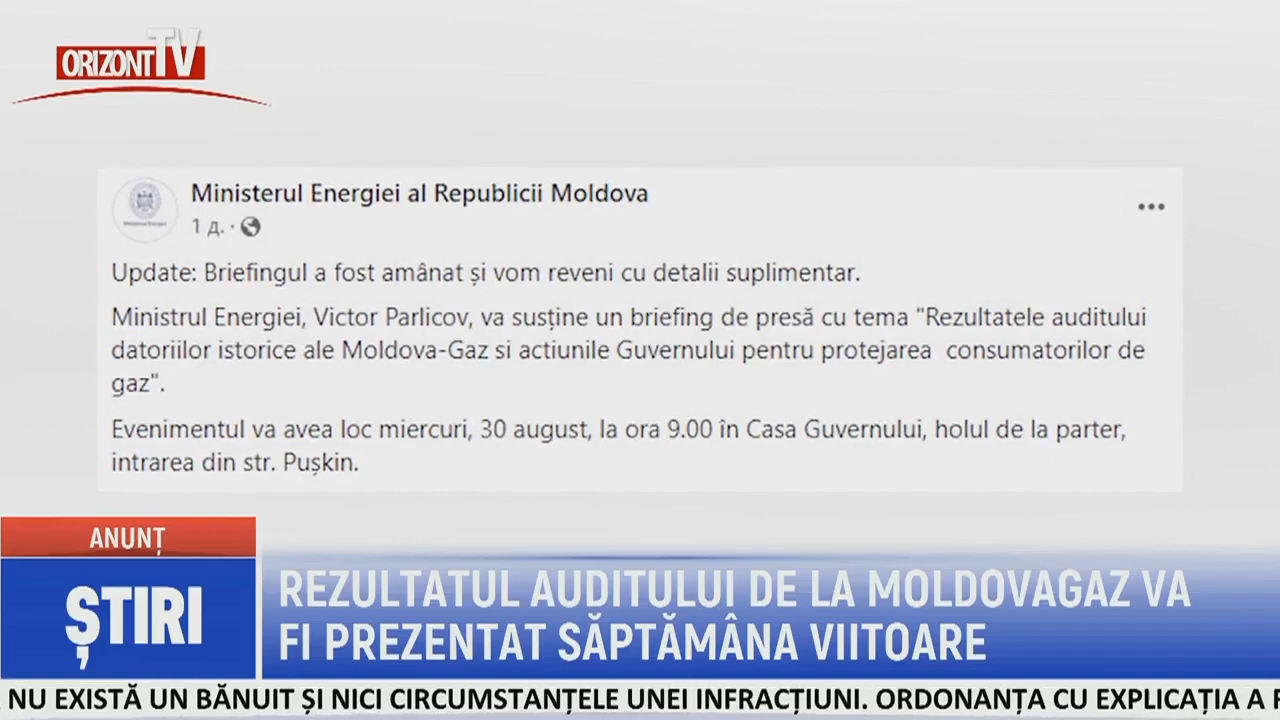 ORIZONT TV
Ministerul Energiei al Republicii Moldova
1 д. ·
Update: Briefingul a fost amânat și vom reveni cu detalii suplimentar.
Ministrul Energiei, Victor Parlicov, va susține un briefing de presă cu tema "Rezultatele auditului
datoriilor istorice ale Moldova-Gaz si actiunile Guvernului pentru protejarea consumatorilor de
gaz".
Evenimentul va avea loc miercuri, 30 august, la ora 9.00 în Casa Guvernului, holul de la parter,
intrarea din str. Pușkin.
ANUNȚ
ȘTIRI
REZULTATUL AUDITULUI DE LA MOLDOVAGAZ VA
FI PREZENTAT SĂPTĂMÂNA VIITOARE
NU EXISTĂ UN BĂNUIT ȘI NICI CIRCUMSTANȚELE UNEI INFRACȚIUNI. ORDONANȚA CU EXPLICAȚIA A